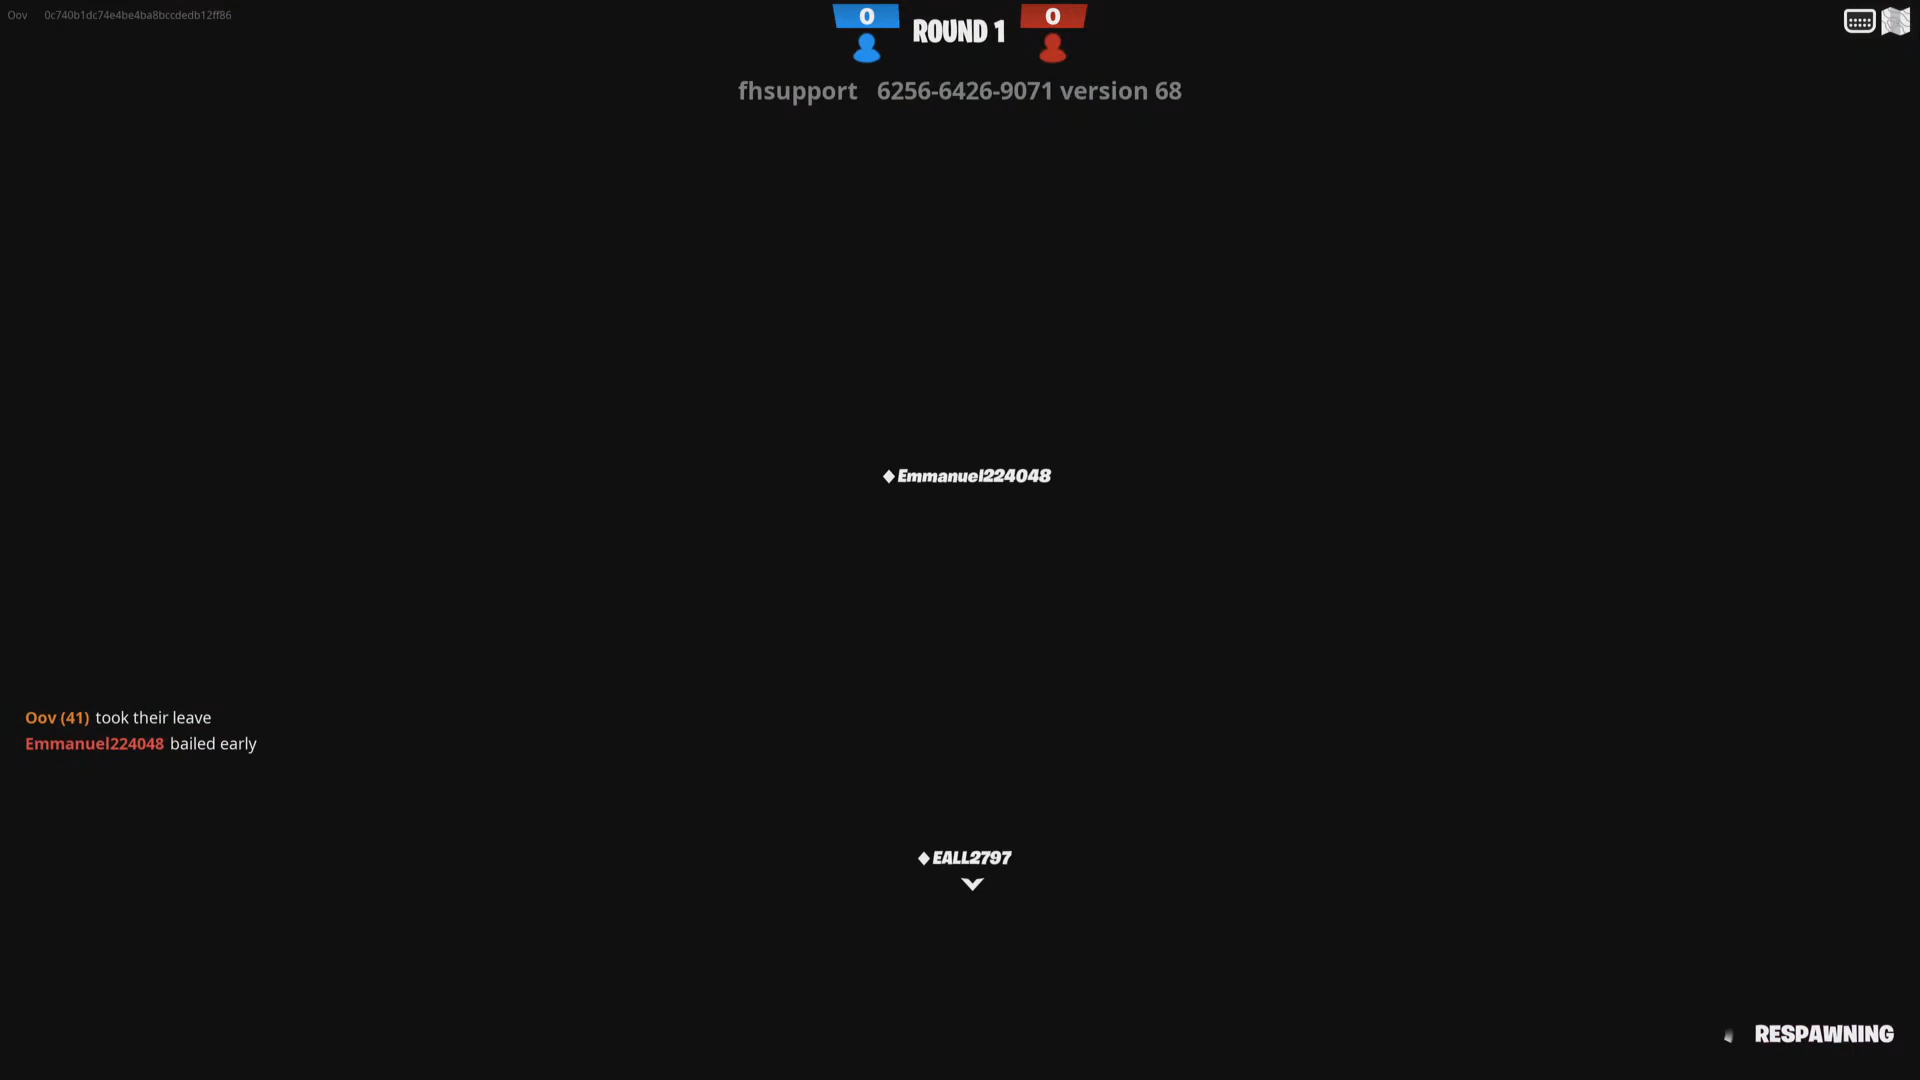 Oov 0c740b1dc74e4be4ba8bccdedb12ff86
0 ROUND 1 0
fhsupport 6256-6426-9071 version 68
Emmanuel224048
Oov (41) took their leave
Emmanuel224048 bailed early
EALL2797
RESPAWNING